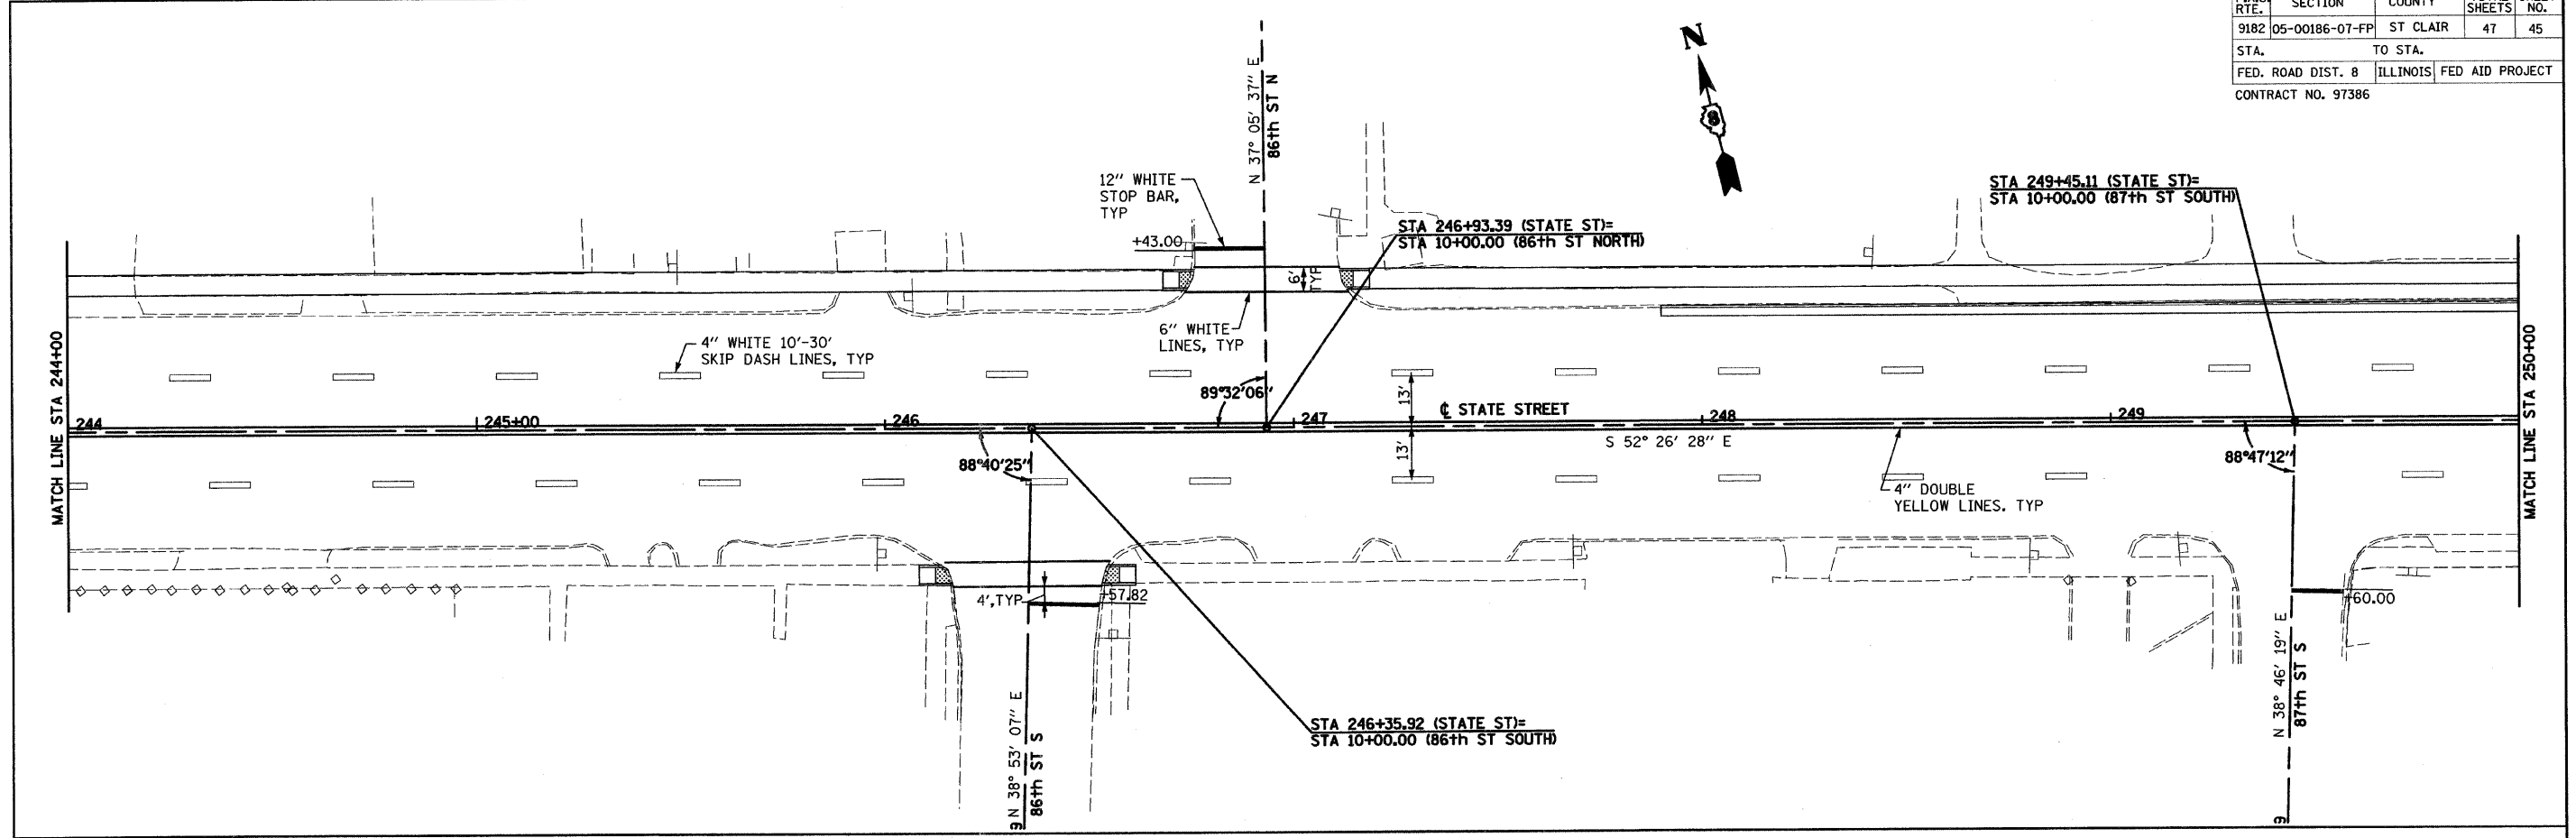 RTE.
SECTION
COUNTY
SHEETS
NO.
9182 05-00186-07-FP ST CLAIR 47 45
STA. TO STA.
FED. ROAD DIST. 8 ILLINOIS FED AID PROJECT
CONTRACT NO. 97386
N
8
N 37° 05' 37" E
86th ST N
12" WHITE
STOP BAR,
TYP
+43.00
STA 246+93.39 (STATE ST)=
STA 10+00.00 (86th ST NORTH)
STA 249+45.11 (STATE ST)=
STA 10+00.00 (87th ST SOUTH)
6'
TYP
6" WHITE
LINES, TYP
4" WHITE 10'-30'
SKIP DASH LINES, TYP
MATCH LINE STA 244+00
MATCH LINE STA 250+00
89°32'06"
13'
13'
℄ STATE STREET
244
245+00
246
247
248
249
S 52° 26' 28" E
88°40'25"
88°47'12"
4" DOUBLE
YELLOW LINES. TYP
4',TYP
+57.82
+60.00
9 N 38° 53' 07" E
86th ST S
STA 246+35.92 (STATE ST)=
STA 10+00.00 (86th ST SOUTH)
9 N 38° 46' 19" E
87th ST S